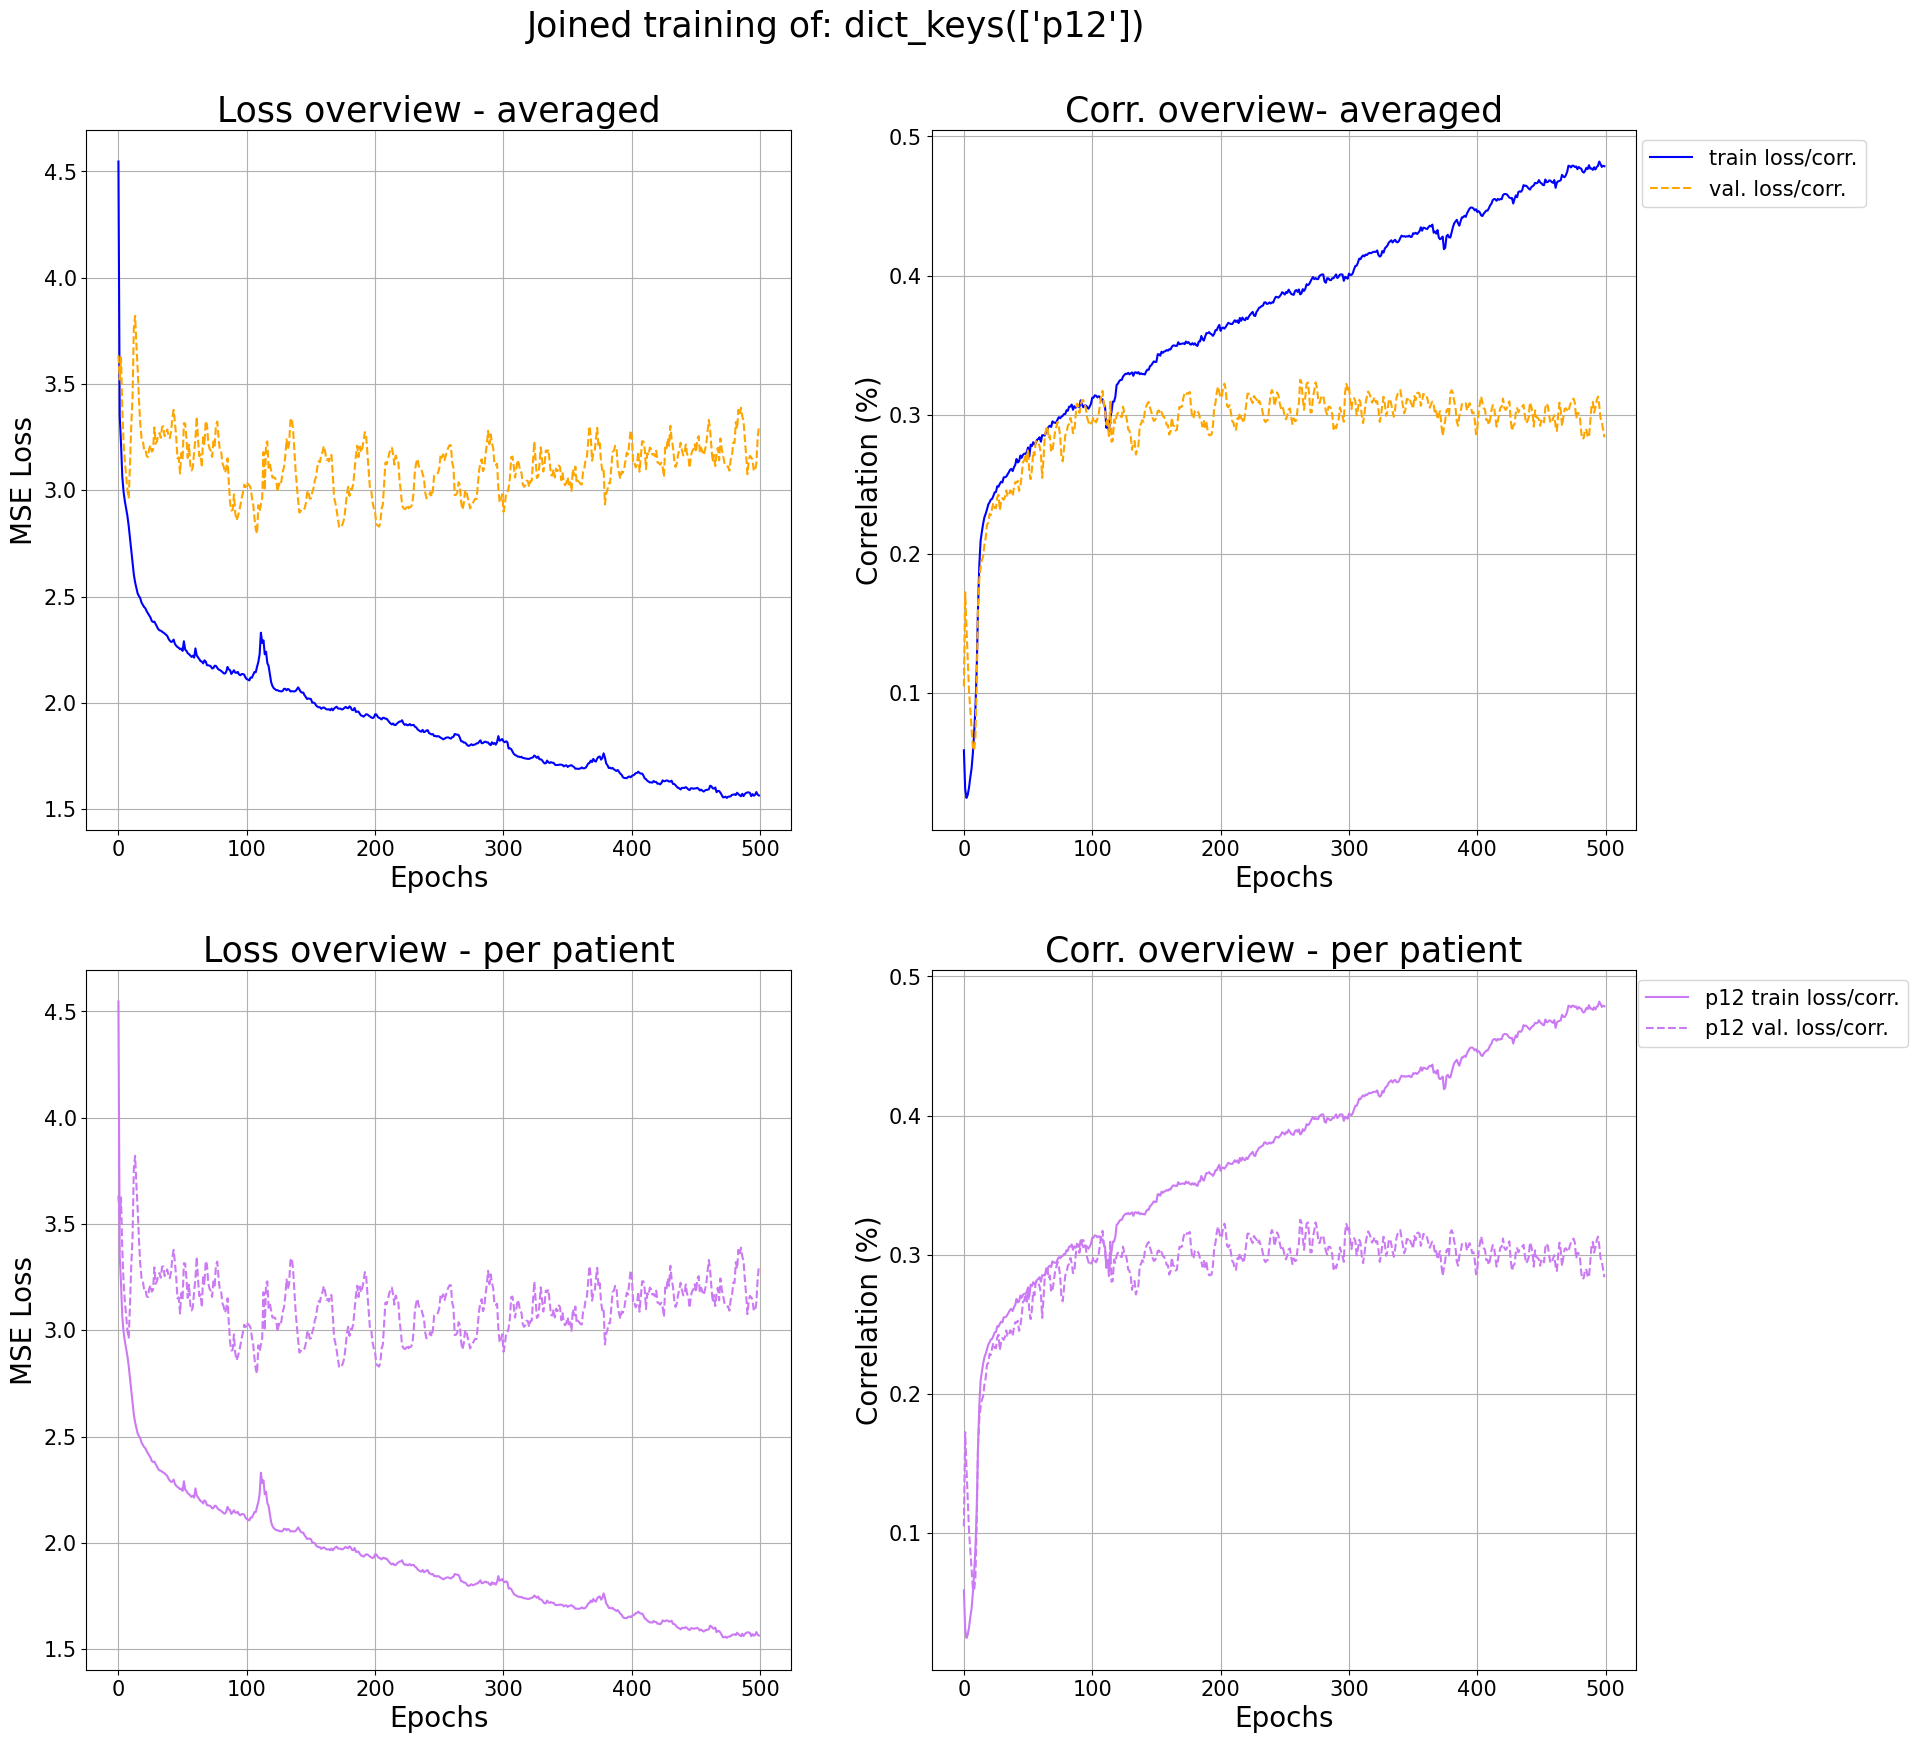 Joined training of: dict_keys(['p12'])
Loss overview - averaged
Corr. overview- averaged
4.5
4.0
3.5
3.0
2.5
2.0
1.5
MSE Loss
0 100 200 300 400 500
Epochs
0.5
0.4
0.3
0.2
0.1
Correlation (%)
0 100 200 300 400 500
Epochs
train loss/corr.
val. loss/corr.
Loss overview - per patient
Corr. overview - per patient
4.5
4.0
3.5
3.0
2.5
2.0
1.5
MSE Loss
0 100 200 300 400 500
Epochs
0.5
0.4
0.3
0.2
0.1
Correlation (%)
0 100 200 300 400 500
Epochs
p12 train loss/corr.
p12 val. loss/corr.